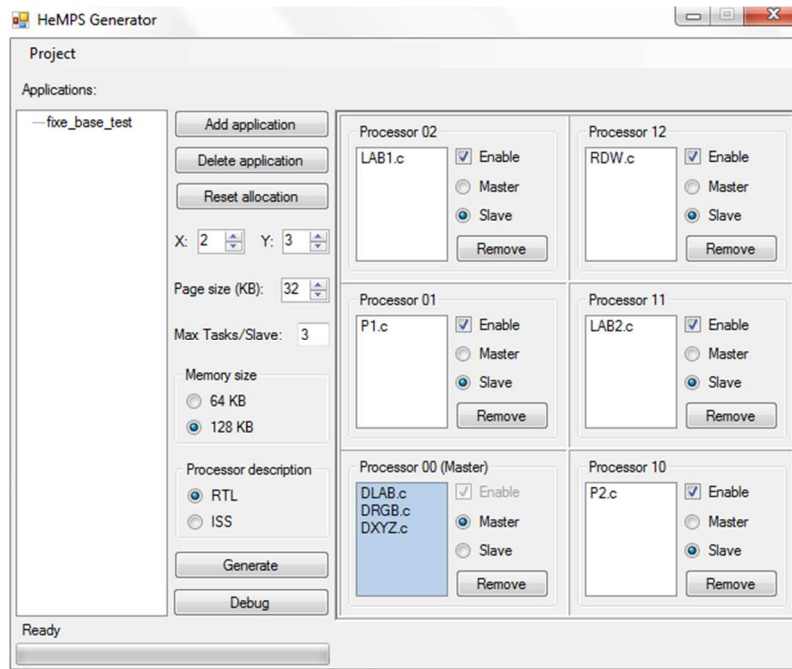 HeMPS Generator
Project
Applications:
fixe_base_test
Add application
Delete application
Reset allocation
X: 2 Y: 3
Page size (KB): 32
Max Tasks/Slave: 3
Memory size
64 KB
128 KB
Processor description
RTL
ISS
Generate
Debug
Ready
Processor 02
LAB1.c
Enable
Master
Slave
Remove
Processor 12
RDW.c
Enable
Master
Slave
Remove
Processor 01
P1.c
Enable
Master
Slave
Remove
Processor 11
LAB2.c
Enable
Master
Slave
Remove
Processor 00 (Master)
DLAB.c
DRGB.c
DXYZ.c
Enable
Master
Slave
Remove
Processor 10
P2.c
Enable
Master
Slave
Remove